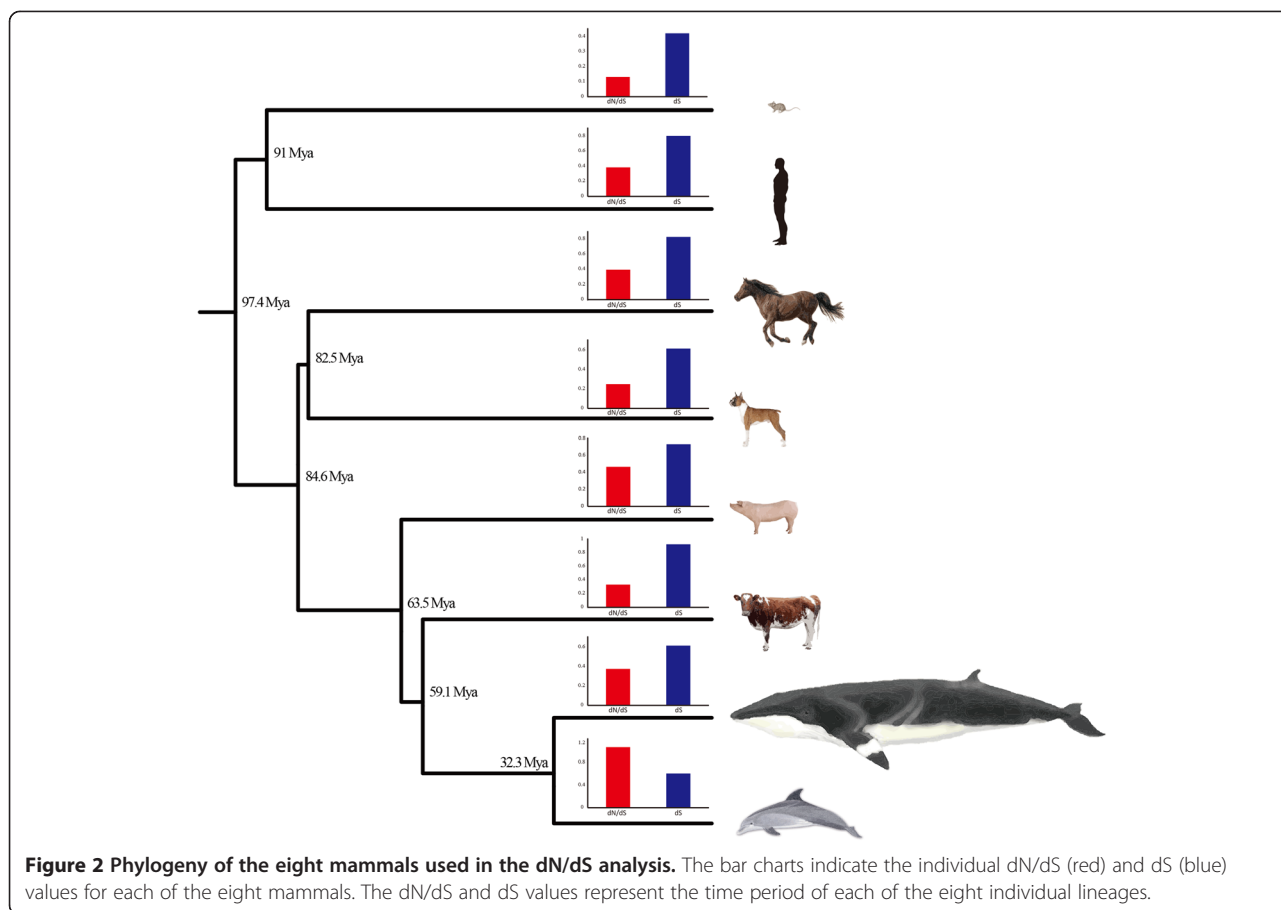 0.4
0.3
0.2
0.1
0
dN/dS dS
91 Mya
0.8
0.6
0.4
0.2
0
dN/dS dS
97.4 Mya
0.8
0.6
0.4
0.2
0
dN/dS dS
82.5 Mya
0.6
0.4
0.2
0
dN/dS dS
84.6 Mya
0.8
0.6
0.4
0.2
0
dN/dS dS
63.5 Mya
1
0.8
0.6
0.4
0.2
0
dN/dS dS
59.1 Mya
0.6
0.4
0.2
0
dN/dS dS
32.3 Mya
1.2
0.8
0.4
0
dN/dS dS
Figure 2 Phylogeny of the eight mammals used in the dN/dS analysis. The bar charts indicate the individual dN/dS (red) and dS (blue)
values for each of the eight mammals. The dN/dS and dS values represent the time period of each of the eight individual lineages.